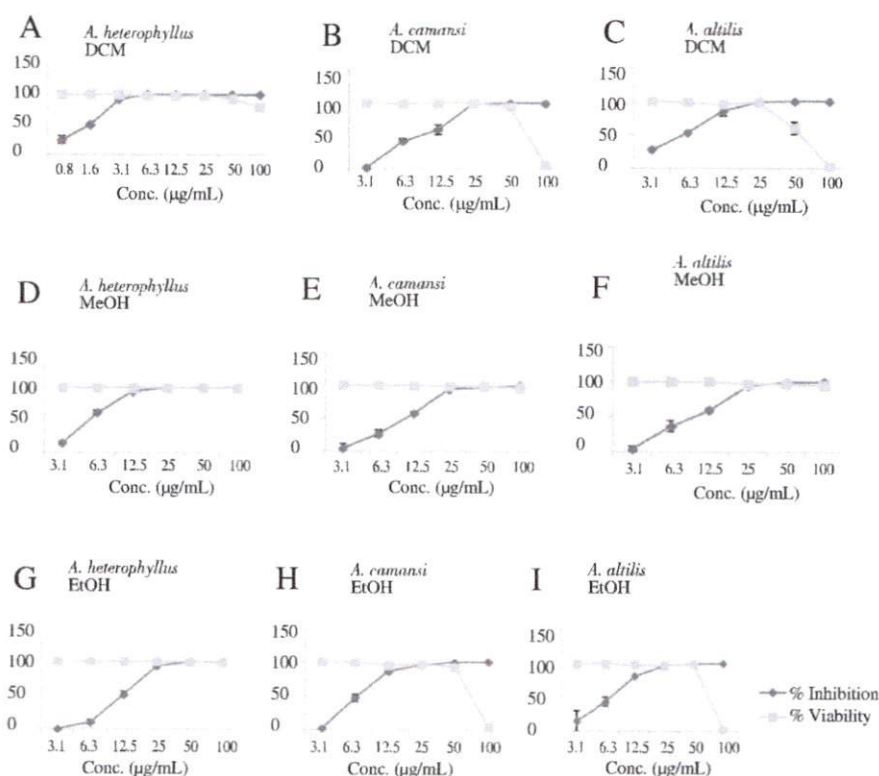 A
A. heterophyllus
DCM
150
100
50
0
0.8 1.6 3.1 6.3 12.5 25 50 100
Conc. (µg/mL)
B
A. camansi
DCM
150
100
50
0
3.1 6.3 12.5 25 50 100
Conc. (µg/mL)
C
A. altilis
DCM
150
100
50
0
3.1 6.3 12.5 25 50 100
Conc. (µg/mL)
D
A. heterophyllus
MeOH
150
100
50
0
3.1 6.3 12.5 25 50 100
Conc. (µg/mL)
E
A. camansi
MeOH
150
100
50
0
3.1 6.3 12.5 25 50 100
Conc. (µg/mL)
F
A. altilis
MeOH
150
100
50
0
3.1 6.3 12.5 25 50 100
Conc. (µg/mL)
G
A. heterophyllus
EtOH
150
100
50
0
3.1 6.3 12.5 25 50 100
Conc. (µg/mL)
H
A. camansi
EtOH
150
100
50
0
3.1 6.3 12.5 25 50 100
Conc. (µg/mL)
I
A. altilis
EtOH
150
100
50
0
3.1 6.3 12.5 25 50 100
Conc. (µg/mL)
% Inhibition
% Viability